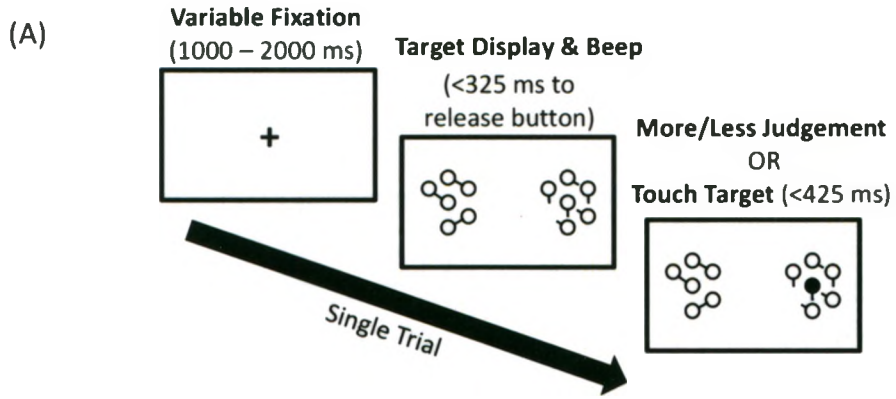 (A)
Variable Fixation
(1000 – 2000 ms)
Target Display & Beep
(<325 ms to
release button)
More/Less Judgement
OR
Touch Target (<425 ms)
+
Single Trial